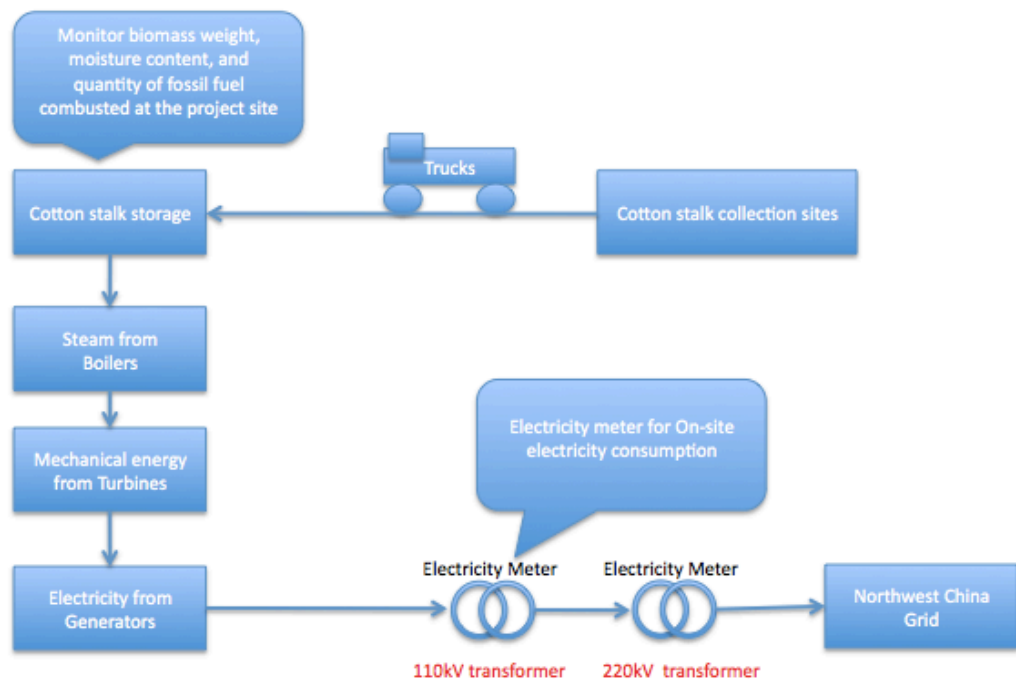 Monitor biomass weight,
moisture content, and
quantity of fossil fuel
combusted at the project site
Trucks
Cotton stalk storage
Cotton stalk collection sites
Steam from
Boilers
Electricity meter for On-site
electricity consumption
Mechanical energy
from Turbines
Electricity Meter
Electricity Meter
Electricity from
Generators
Northwest China
Grid
110kV transformer
220kV transformer